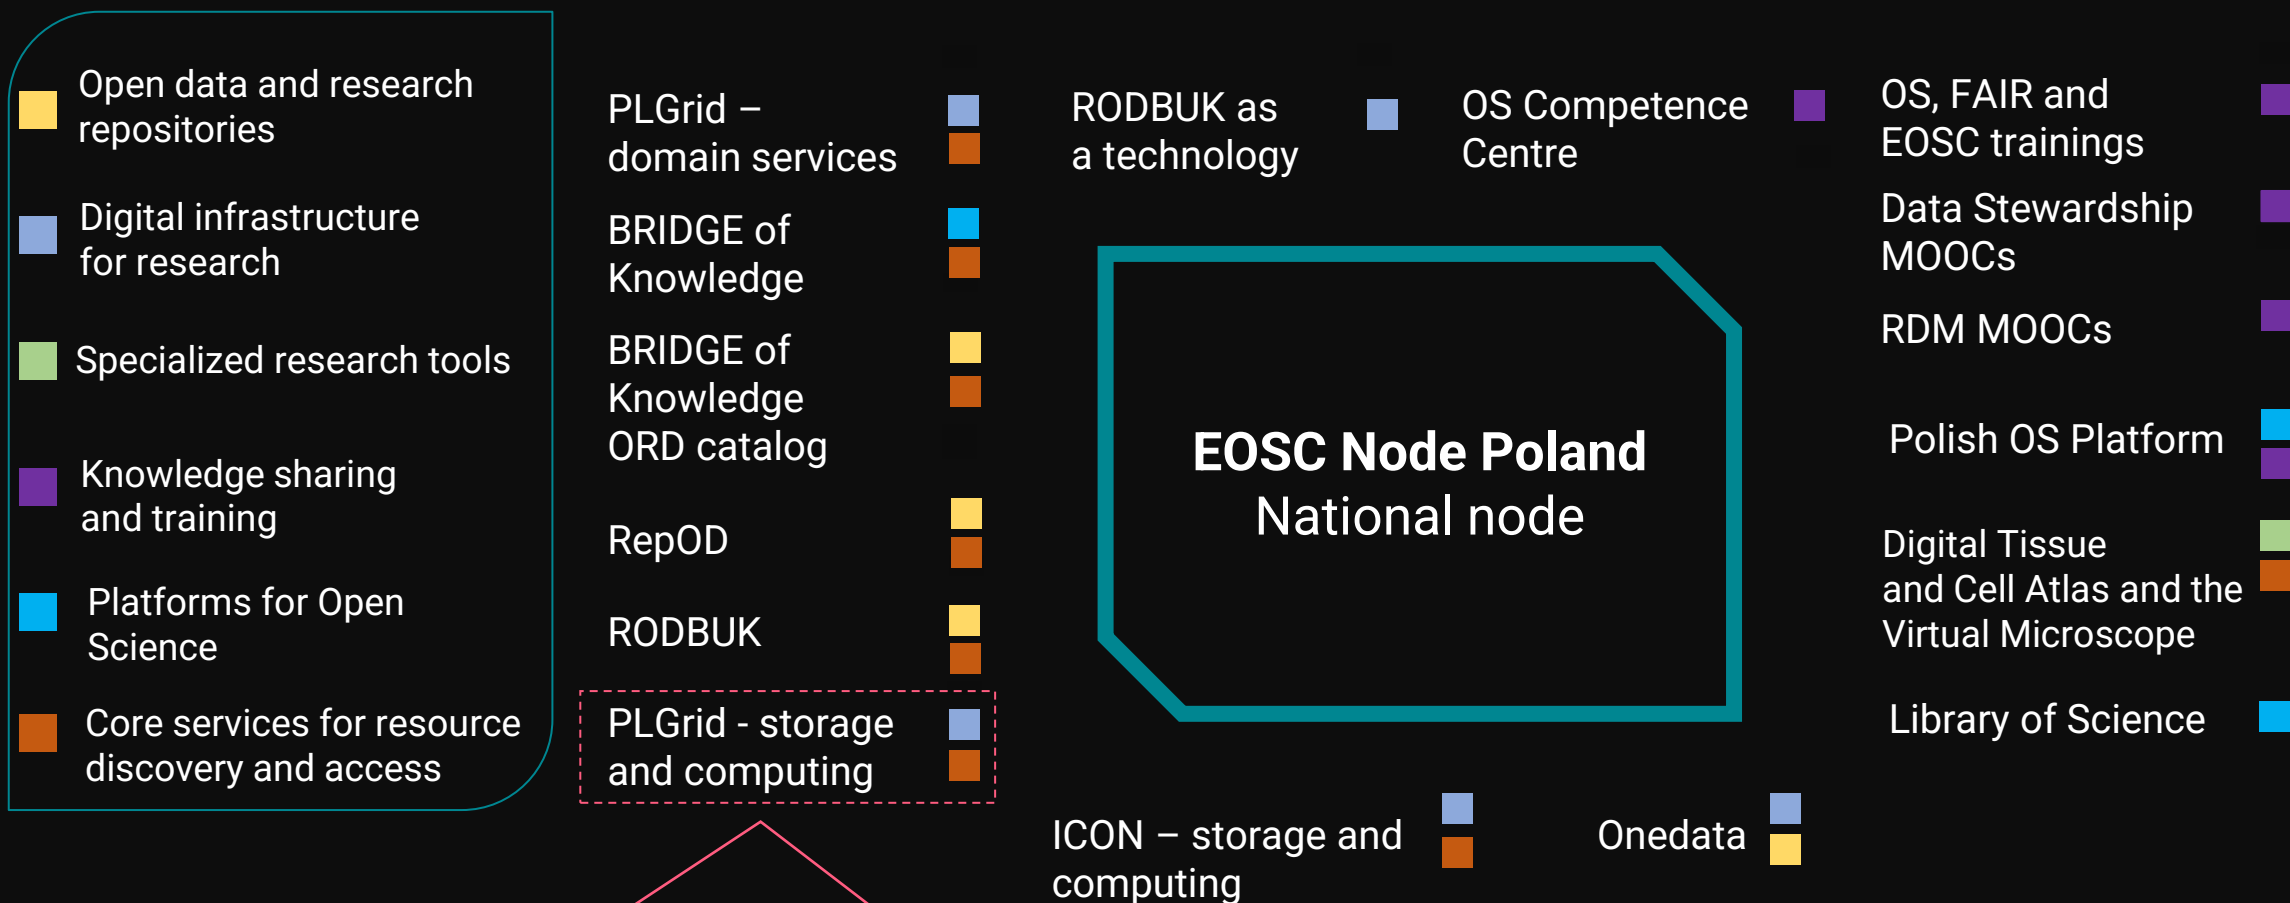 Open data and research
repositories
Digital infrastructure
for research
Specialized research tools
Knowledge sharing
and training
Platforms for Open
Science
Core services for resource
discovery and access
PLGrid –
domain services
BRIDGE of
Knowledge
BRIDGE of
Knowledge
ORD catalog
RepOD
RODBUK
PLGrid - storage
and computing
RODBUK as
a technology
OS Competence
Centre
EOSC Node Poland
National node
ICON – storage and
computing
Onedata
OS, FAIR and
EOSC trainings
Data Stewardship
MOOCs
RDM MOOCs
Polish OS Platform
Digital Tissue
and Cell Atlas and the
Virtual Microscope
Library of Science